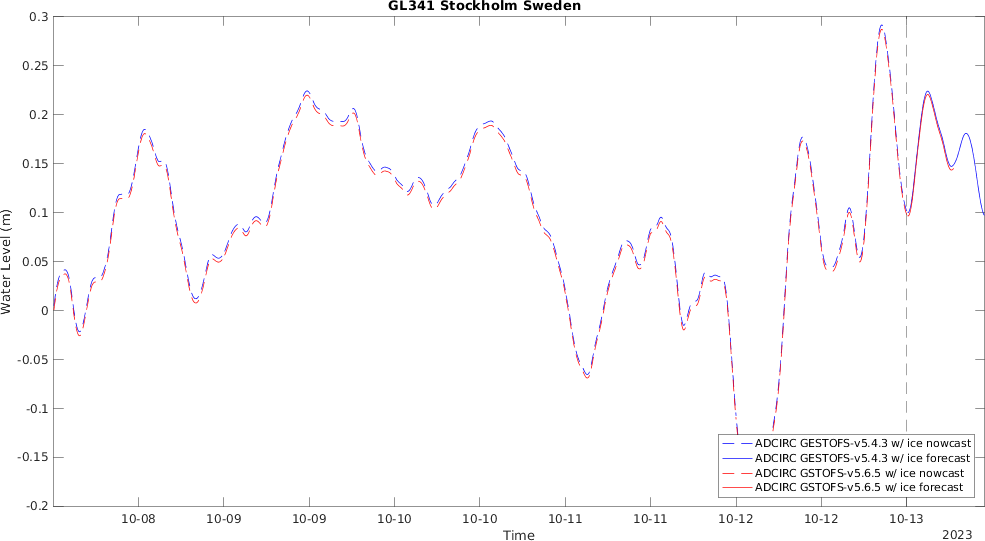 GL341 Stockholm Sweden
0.3
0.25
0.2
0.15
0.1
0.05
0
-0.05
-0.1
-0.15
-0.2
Water Level (m)
ADCIRC GESTOFS-v5.4.3 w/ ice nowcast
ADCIRC GESTOFS-v5.4.3 w/ ice forecast
ADCIRC GSTOFS-v5.6.5 w/ ice nowcast
ADCIRC GSTOFS-v5.6.5 w/ ice forecast
10-08 10-09 10-09 10-10 10-10 10-11 10-11 10-12 10-12 10-13
Time
2023